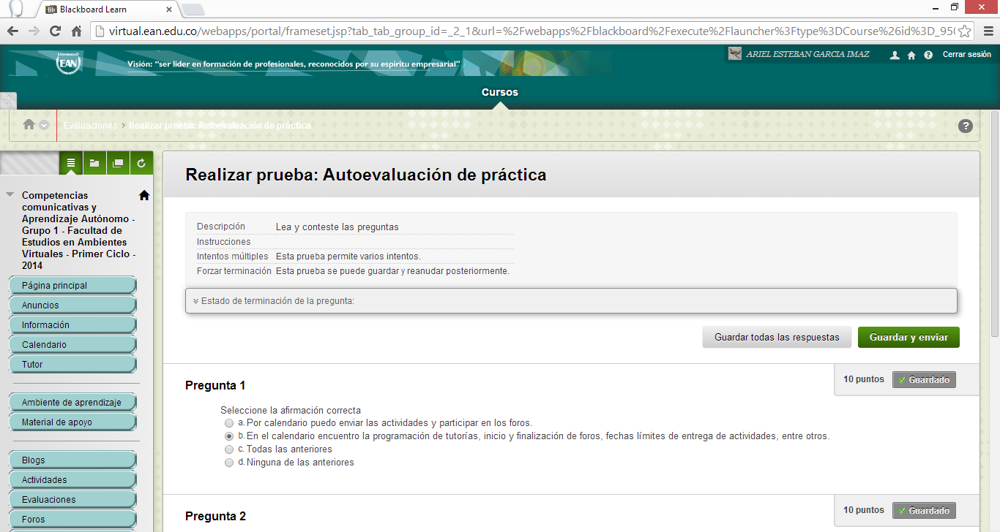 Blackboard Learn
virtual.ean.edu.co/webapps/portal/frameset.jsp?tab_tab_group_id=_2_1&url=%2Fwebapps%2Fblackboard%2Fexecute%2Flauncher%3Ftype%3DCourse%26id%3D_950
UNIVERSIDAD
EAN
Visión: "ser lider en formación de profesionales, reconocidos por su espiritu empresarial"
ARIEL ESTEBAN GARCIA IMAZ
Cerrar sesión
Cursos
Evaluaciones > Realizar prueba: Autoevaluación de práctica
Realizar prueba: Autoevaluación de práctica
Competencias
comunicativas y
Aprendizaje Autónomo -
Grupo 1 - Facultad de
Estudios en Ambientes
Virtuales - Primer Ciclo -
2014
Página principal
Anuncios
Información
Calendario
Tutor
Ambiente de aprendizaje
Material de apoyo
Blogs
Actividades
Evaluaciones
Foros
Descripción Lea y conteste las preguntas
Instrucciones
Intentos múltiples Esta prueba permite varios intentos.
Forzar terminación Esta prueba se puede guardar y reanudar posteriormente.
Estado de terminación de la pregunta:
Guardar todas las respuestas
Guardar y enviar
Pregunta 1
10 puntos
Guardado
Seleccione la afirmación correcta
a. Por calendario puedo enviar las actividades y participar en los foros.
b. En el calendario encuentro la programación de tutorías, inicio y finalización de foros, fechas límites de entrega de actividades, entre otros.
c. Todas las anteriores
d. Ninguna de las anteriores
Pregunta 2
10 puntos
Guardado